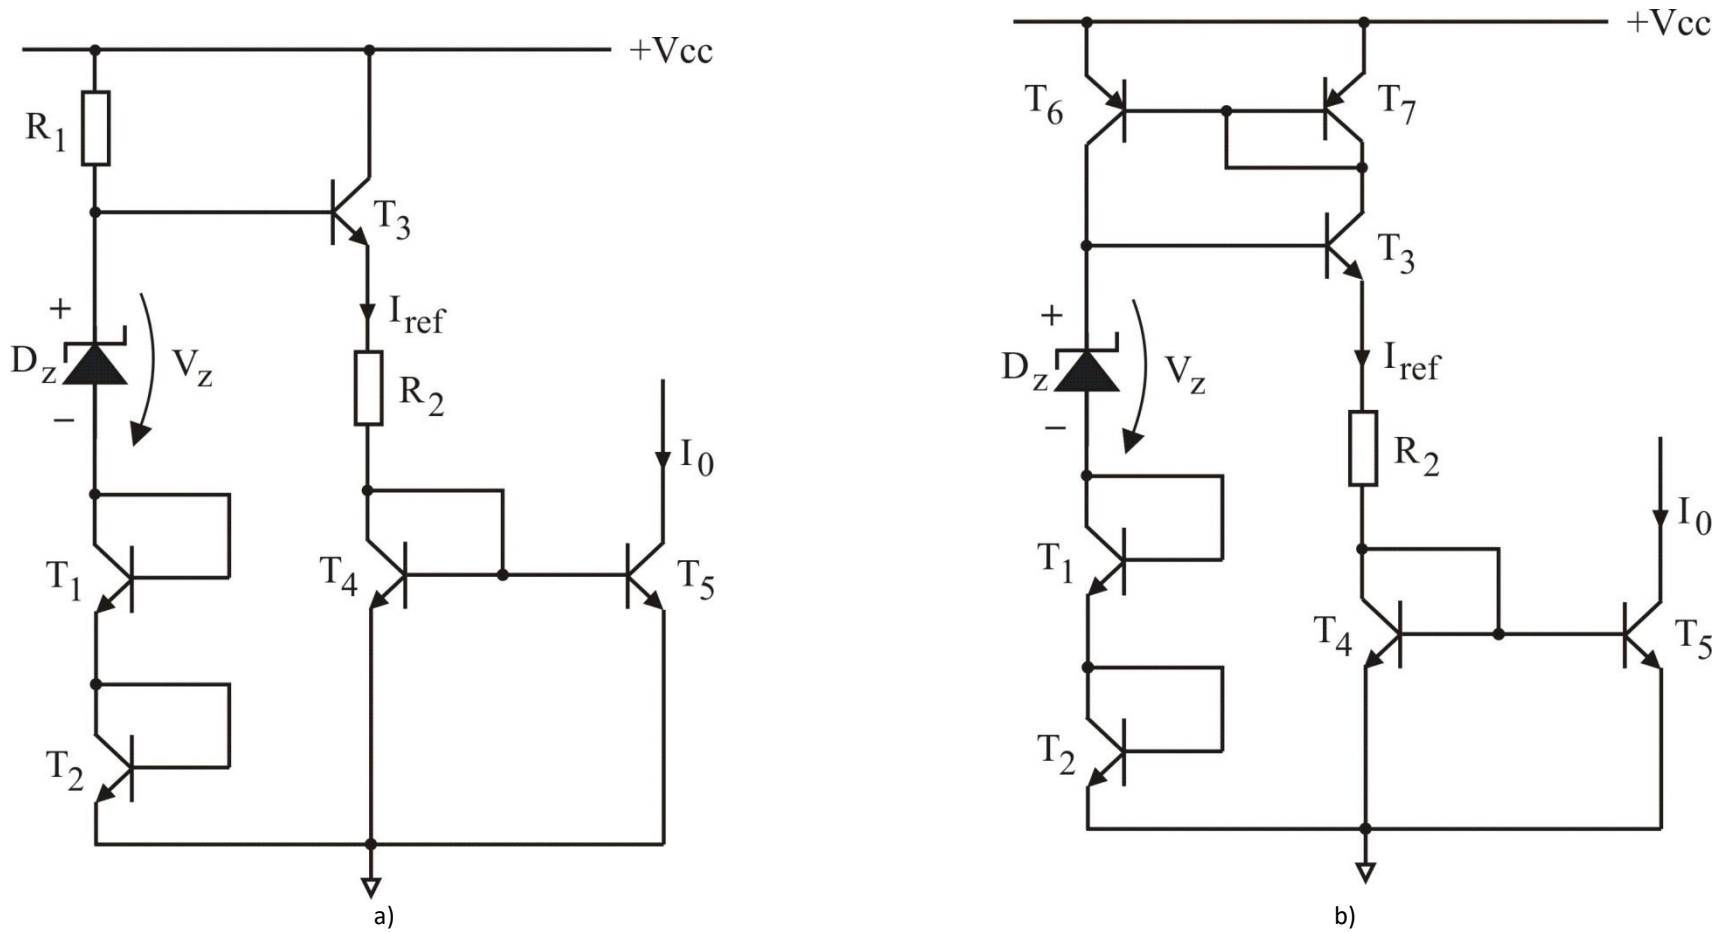 +Vcc
R1
T3
+
Iref
Dz
Vz
R2
−
I0
T1
T4
T5
T2
a)
+Vcc
T6
T7
T3
+
Iref
Dz
Vz
−
R2
I0
T1
T4
T5
T2
b)